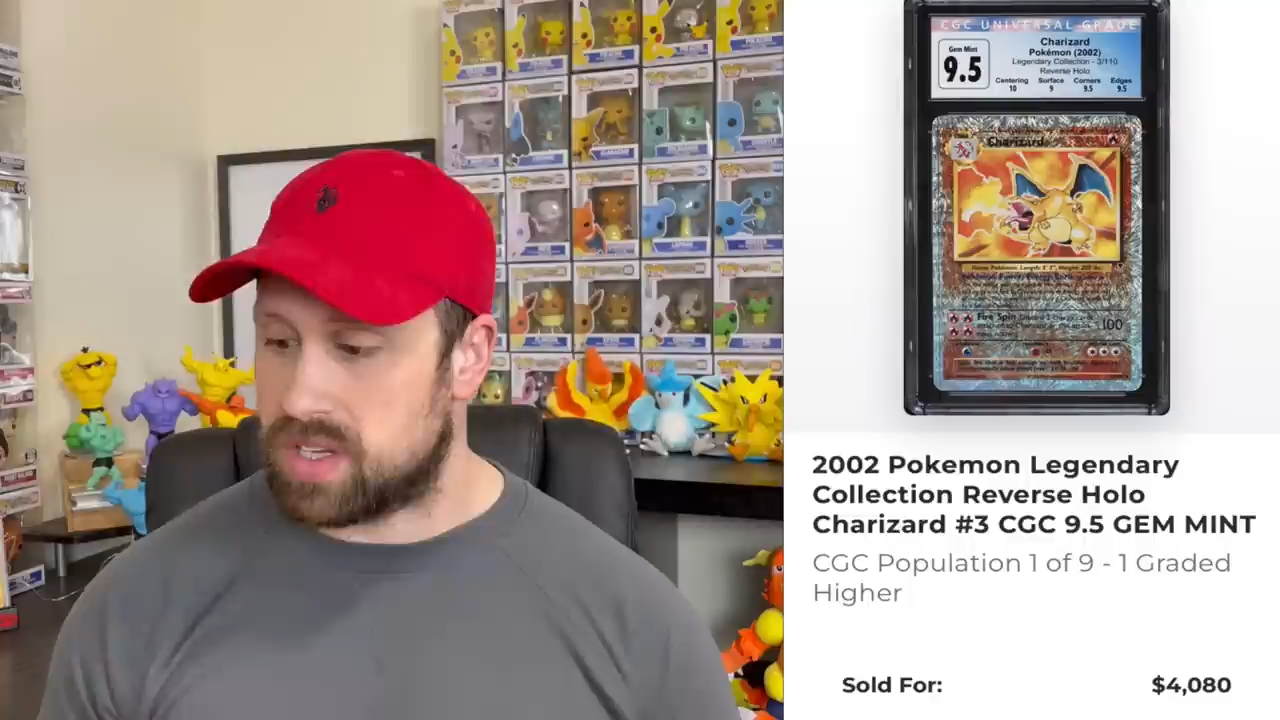 CGC UNIVERSAL GRADE
Gem Mint
9.5
Charizard
Pokémon (2002)
Legendary Collection - 3/110
Reverse Holo
Centering Surface Corners Edges
10 9 9.5 9.5
Charizard
Fire Spin
100
2002 Pokemon Legendary
Collection Reverse Holo
Charizard #3 CGC 9.5 GEM MINT
CGC Population 1 of 9 - 1 Graded
Higher
Sold For: $4,080